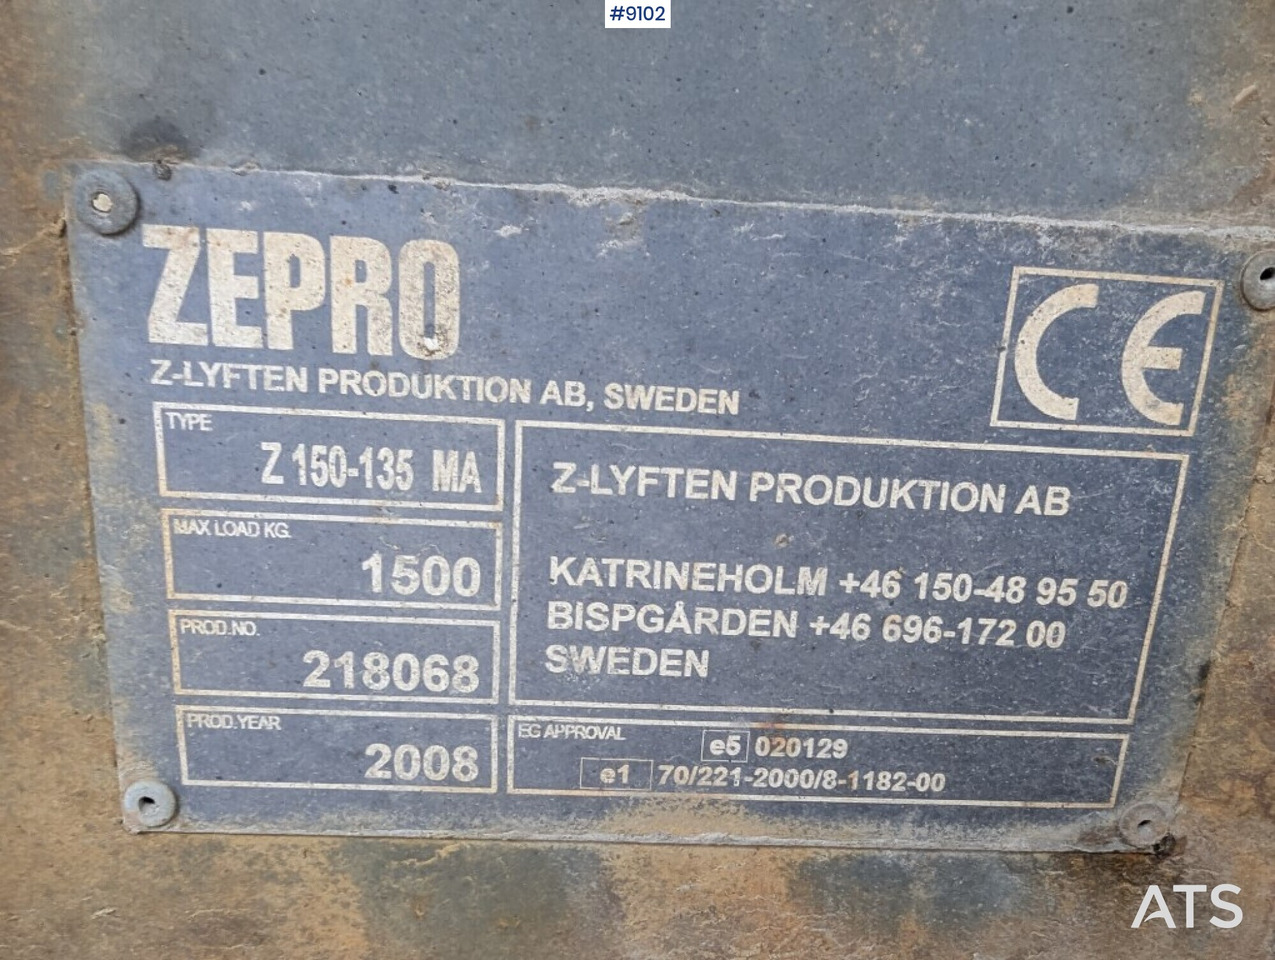 #9102
ZEPRO
Z-LYFTEN PRODUKTION AB, SWEDEN
CE
TYPE
Z 150-135 MA
MAX LOAD KG.
1500
PROD.NO.
218068
PROD.YEAR
2008
Z-LYFTEN PRODUKTION AB
KATRINEHOLM +46 150-48 95 50
BISPGÅRDEN +46 696-172 00
SWEDEN
EG APPROVAL
e5 020129
e1 70/221-2000/8-1182-00
ATS